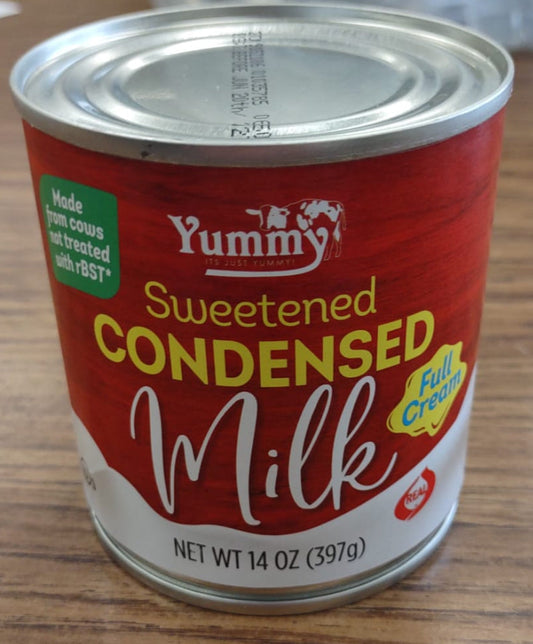 Made
from cows
not treated
with rBST*
Yummy
ITS JUST YUMMY!
Sweetened
CONDENSED
Milk
Full
Cream
REAL
NET WT 14 OZ (397g)